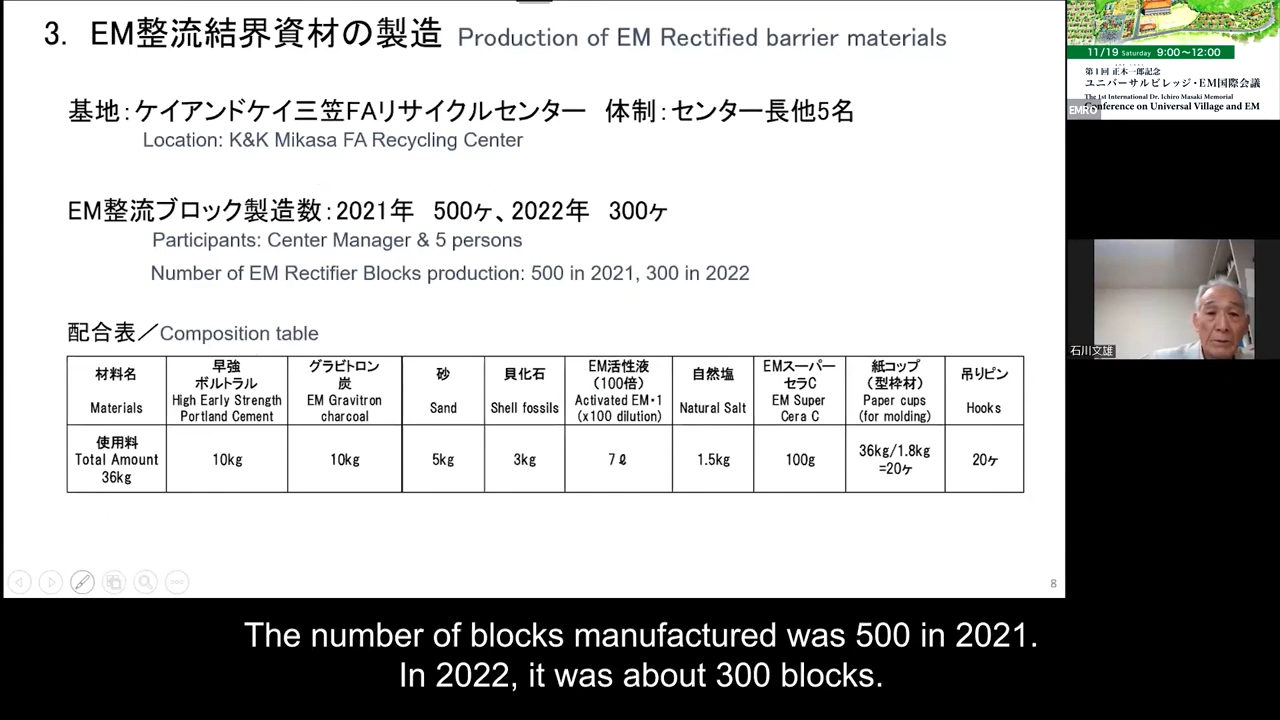 3. EM整流結界資材の製造 Production of EM Rectified barrier materials
基地：ケイアンドケイ三笠FAリサイクルセンター 体制：センター長他5名
Location: K&K Mikasa FA Recycling Center
EM整流ブロック製造数：2021年 500ヶ、2022年 300ヶ
Participants: Center Manager & 5 persons
Number of EM Rectifier Blocks production: 500 in 2021, 300 in 2022
配合表／Composition table
材料名
Materials
早強
ボルトラル
High Early Strength
Portland Cement
グラビトロン
炭
EM Gravitron
charcoal
砂
Sand
貝化石
Shell fossils
EM活性液
（100倍）
Activated EM・1
(x100 dilution)
自然塩
Natural Salt
EMスーパー
セラC
EM Super
Cera C
紙コップ
（型枠材）
Paper cups
(for molding)
吊りピン
Hooks
使用料
Total Amount
36kg
10kg
10kg
5kg
3kg
7ℓ
1.5kg
100g
36kg/1.8kg
=20ヶ
20ヶ
8
11/19 Saturday 9:00～12:00
第1回 正木一郎記念
ユニバーサルビレッジ・EM国際会議
The 1st International Dr. Ichiro Masaki Memorial
Conference on Universal Village and EM
EMRO
石川文雄
The number of blocks manufactured was 500 in 2021.
In 2022, it was about 300 blocks.